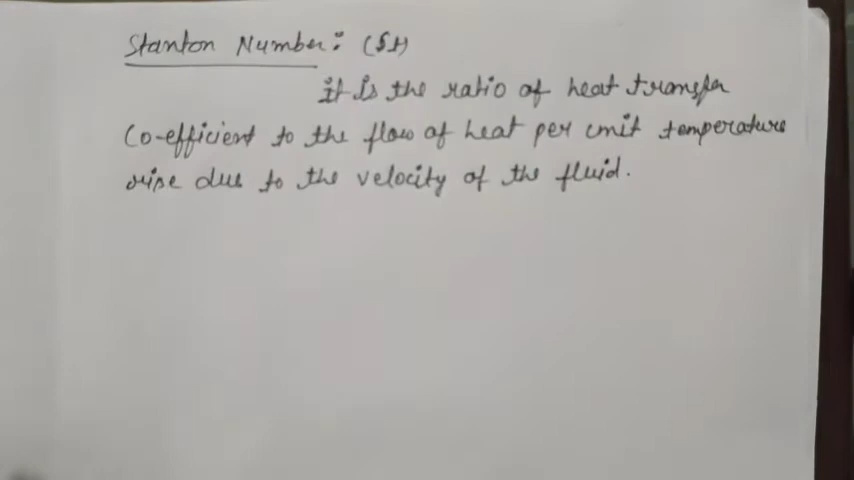 Stanton Number: (St)
it is the ratio of heat transfer
Co-efficient to the flow of heat per unit temperature
rise due to the velocity of the fluid.